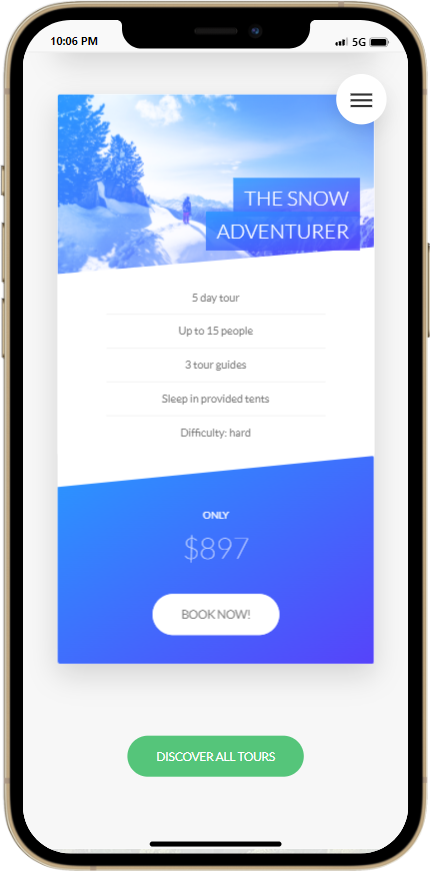 10:06 PM 5G
THE SNOW
ADVENTURER
5 day tour
Up to 15 people
3 tour guides
Sleep in provided tents
Difficulty: hard
ONLY
$897
BOOK NOW!
DISCOVER ALL TOURS